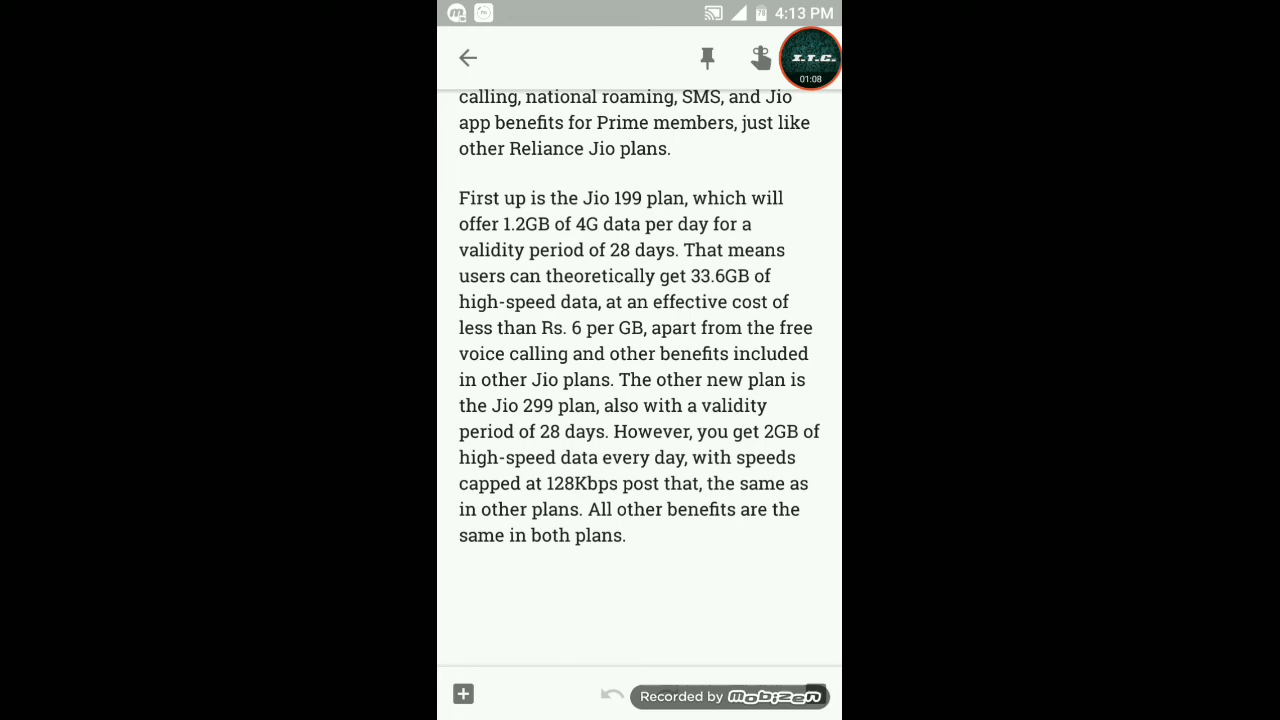 4:13 PM
I.T.C.
01:08
calling, national roaming, SMS, and Jio
app benefits for Prime members, just like
other Reliance Jio plans.
First up is the Jio 199 plan, which will
offer 1.2GB of 4G data per day for a
validity period of 28 days. That means
users can theoretically get 33.6GB of
high-speed data, at an effective cost of
less than Rs. 6 per GB, apart from the free
voice calling and other benefits included
in other Jio plans. The other new plan is
the Jio 299 plan, also with a validity
period of 28 days. However, you get 2GB of
high-speed data every day, with speeds
capped at 128Kbps post that, the same as
in other plans. All other benefits are the
same in both plans.
Recorded by mobizen